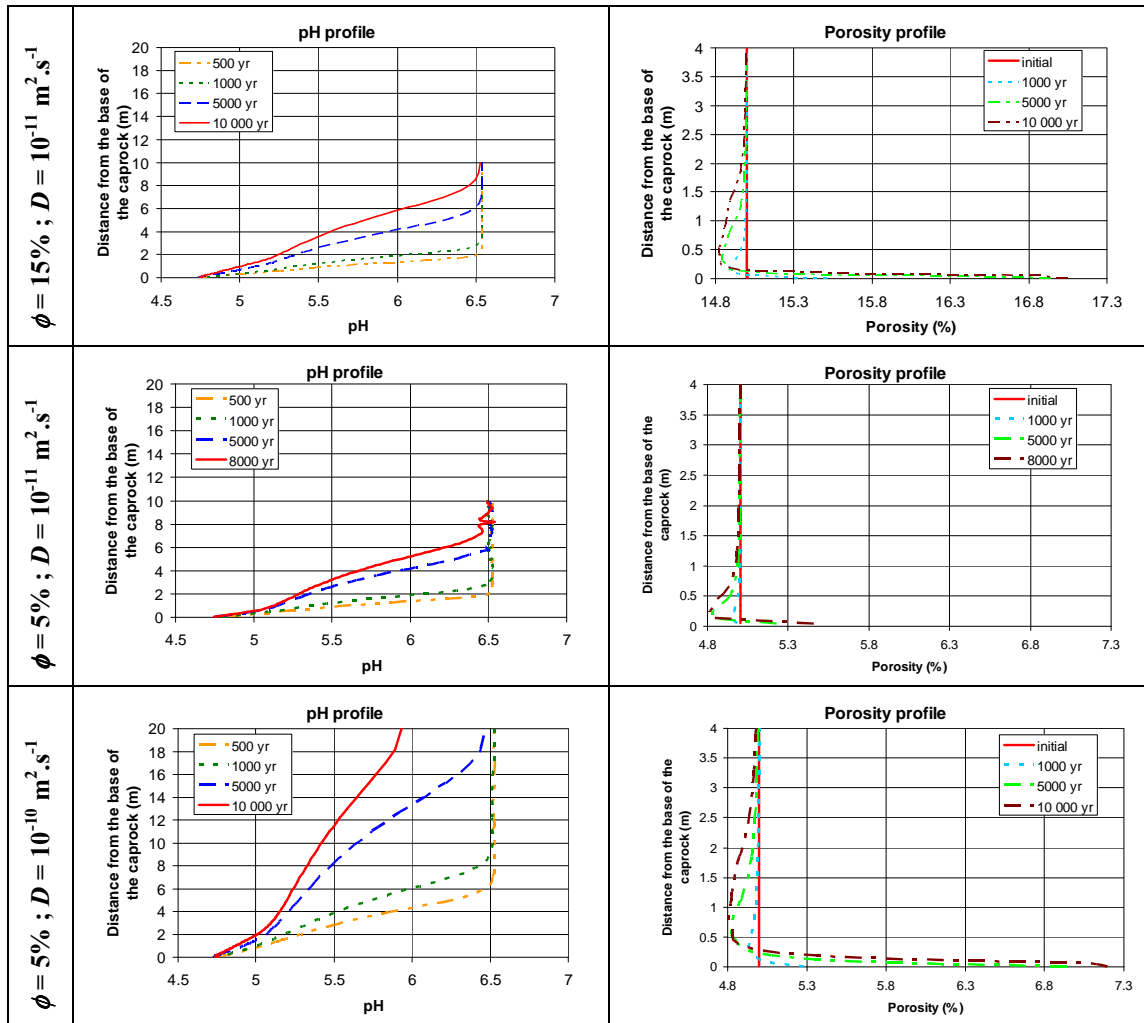 ϕ = 15% ; D = 10⁻¹¹ m².s⁻¹
pH profile
Distance from the base of
the caprock (m)
20
18
16
14
12
10
8
6
4
2
0
500 yr
1000 yr
5000 yr
10 000 yr
4.5 5 5.5 6 6.5 7
pH
Porosity profile
Distance from the base of
the caprock (m)
4
3.5
3
2.5
2
1.5
1
0.5
0
initial
1000 yr
5000 yr
10 000 yr
14.8 15.3 15.8 16.3 16.8 17.3
Porosity (%)
ϕ = 5% ; D = 10⁻¹¹ m².s⁻¹
pH profile
Distance from the base of
the caprock (m)
20
18
16
14
12
10
8
6
4
2
0
500 yr
1000 yr
5000 yr
8000 yr
4.5 5 5.5 6 6.5 7
pH
Porosity profile
Distance from the base of the
caprock (m)
4
3.5
3
2.5
2
1.5
1
0.5
0
initial
1000 yr
5000 yr
8000 yr
4.8 5.3 5.8 6.3 6.8 7.3
Porosity (%)
ϕ = 5% ; D = 10⁻¹⁰ m².s⁻¹
pH profile
Distance from the base of
the caprock (m)
20
18
16
14
12
10
8
6
4
2
0
500 yr
1000 yr
5000 yr
10 000 yr
4.5 5 5.5 6 6.5 7
pH
Porosity profile
Distance from the base of the
caprock (m)
4
3.5
3
2.5
2
1.5
1
0.5
0
initial
1000 yr
5000 yr
10 000 yr
4.8 5.3 5.8 6.3 6.8 7.3
Porosity (%)